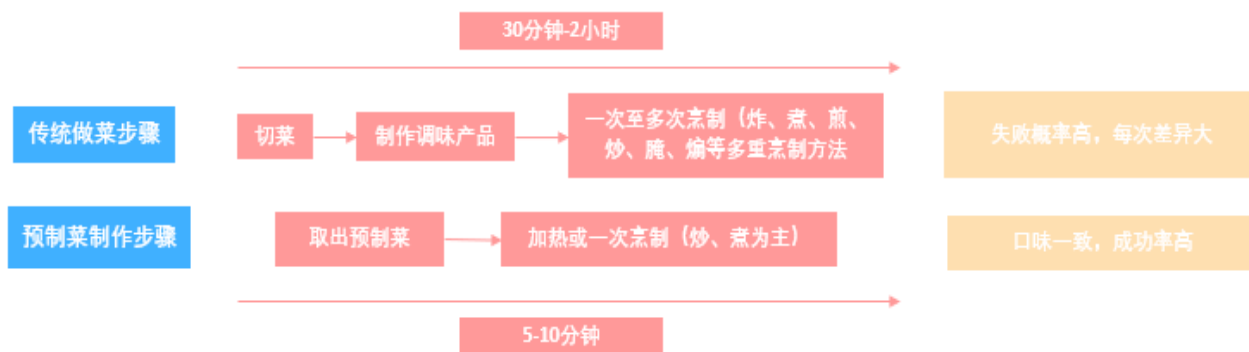 30分钟-2小时
传统做菜步骤
切菜
制作调味产品
一次至多次烹制（炸、煮、煎、
炒、腌、焗等多重烹制方法
失败概率高，每次差异大
预制菜制作步骤
取出预制菜
加热或一次烹制（炒、煮为主）
口味一致，成功率高
5-10分钟